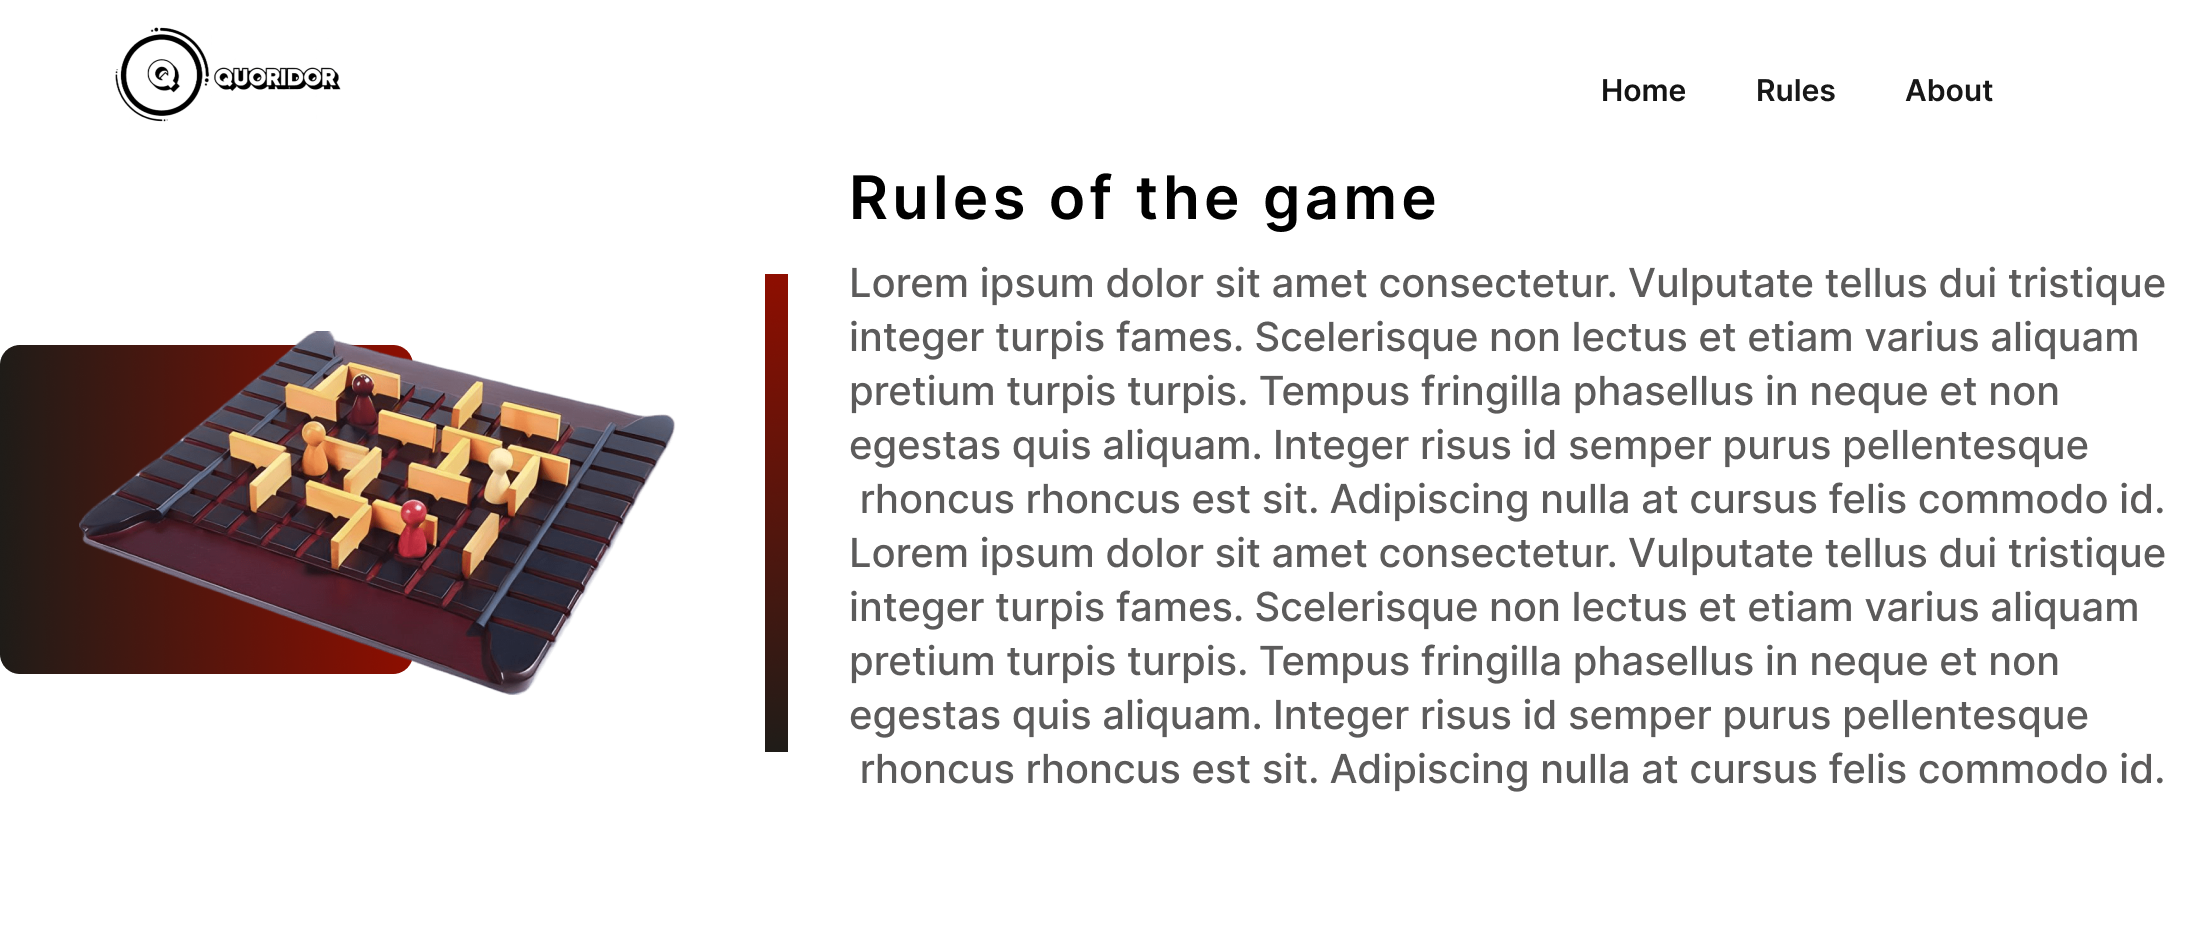 Q QUORIDOR
Home Rules About
Rules of the game
Lorem ipsum dolor sit amet consectetur. Vulputate tellus dui tristique
integer turpis fames. Scelerisque non lectus et etiam varius aliquam
pretium turpis turpis. Tempus fringilla phasellus in neque et non
egestas quis aliquam. Integer risus id semper purus pellentesque
rhoncus rhoncus est sit. Adipiscing nulla at cursus felis commodo id.
Lorem ipsum dolor sit amet consectetur. Vulputate tellus dui tristique
integer turpis fames. Scelerisque non lectus et etiam varius aliquam
pretium turpis turpis. Tempus fringilla phasellus in neque et non
egestas quis aliquam. Integer risus id semper purus pellentesque
rhoncus rhoncus est sit. Adipiscing nulla at cursus felis commodo id.